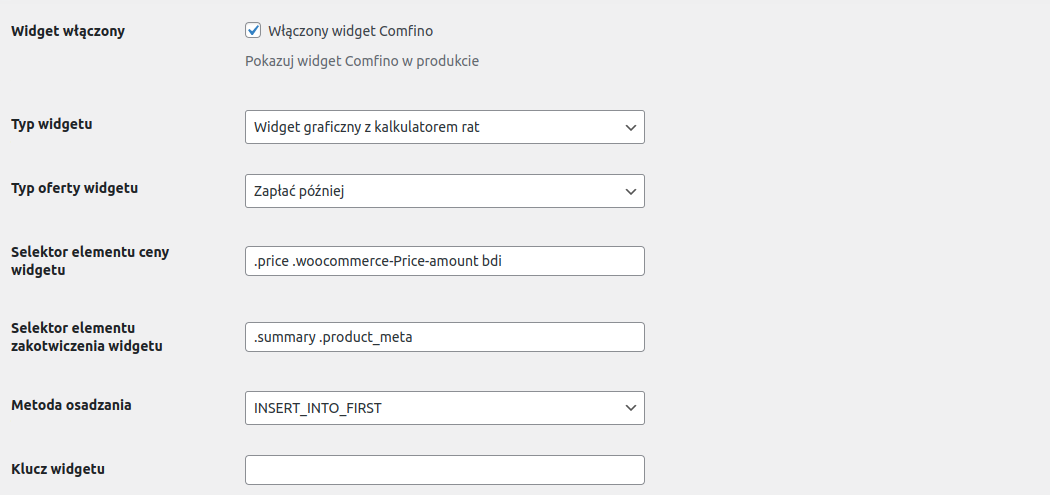 Widget włączony
Włączony widget Comfino
Pokazuj widget Comfino w produkcie
Typ widgetu
Widget graficzny z kalkulatorem rat
Typ oferty widgetu
Zapłać później
Selektor elementu ceny
widgetu
.price .woocommerce-Price-amount bdi
Selektor elementu
zakotwiczenia widgetu
.summary .product_meta
Metoda osadzania
INSERT_INTO_FIRST
Klucz widgetu